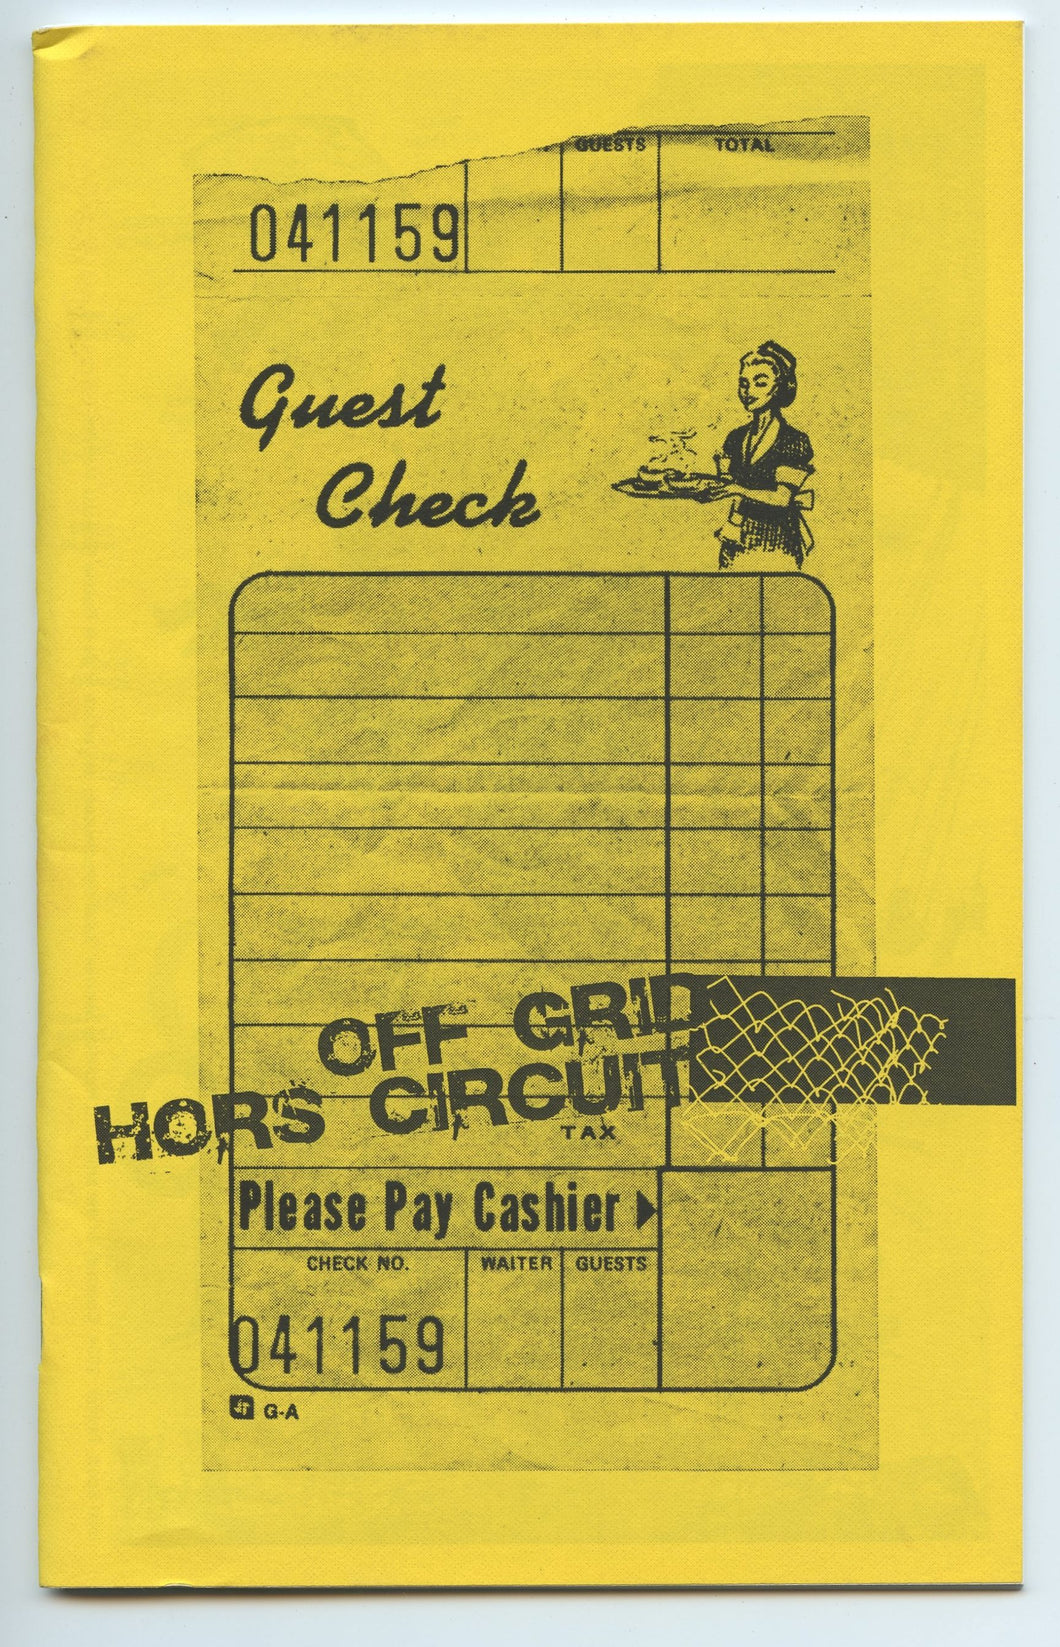 GUESTS TOTAL
041159
Guest
Check
OFF GRID
HORS CIRCUIT
TAX
Please Pay Cashier
CHECK NO. WAITER GUESTS
041159
G-A